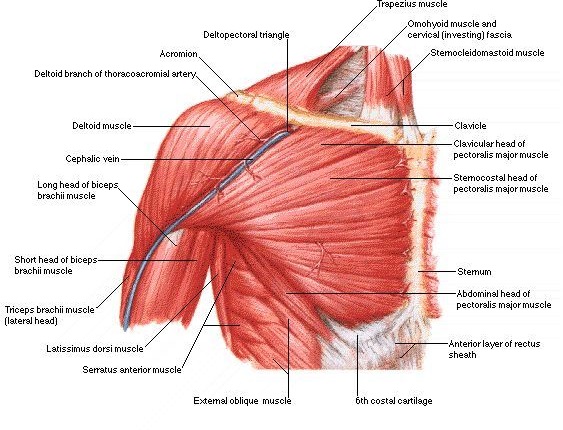 Trapezius muscle
Omohyoid muscle and
cervical (investing) fascia
Sternocleidomastoid muscle
Deltopectoral triangle
Acromion
Deltoid branch of thoracoacromial artery
Deltoid muscle
Cephalic vein
Long head of biceps
brachii muscle
Short head of biceps
brachii muscle
Triceps brachii muscle
(lateral head)
Latissimus dorsi muscle
Serratus anterior muscle
External oblique muscle
6th costal cartilage
Clavicle
Clavicular head of
pectoralis major muscle
Sternocostal head of
pectoralis major muscle
Sternum
Abdominal head of
pectoralis major muscle
Anterior layer of rectus
sheath